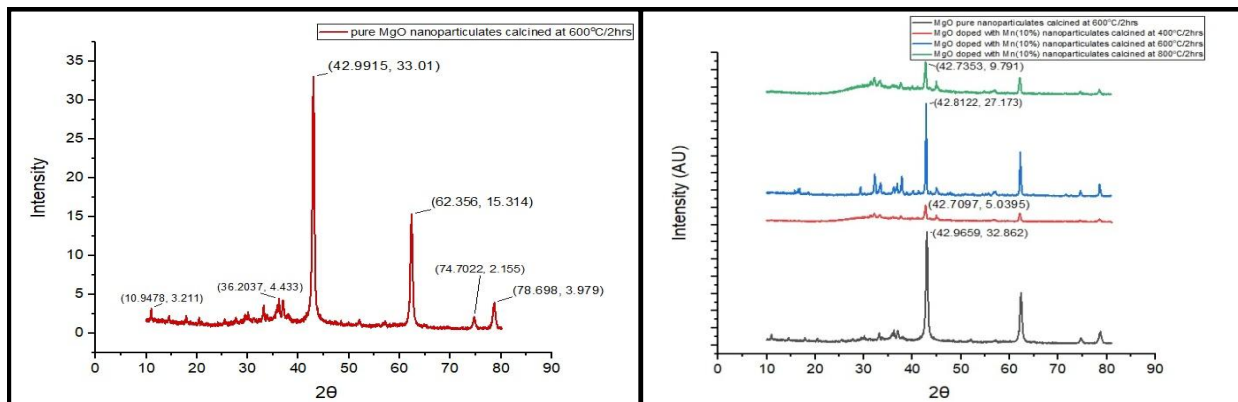 pure MgO nanoparticulates calcined at 600°C/2hrs
35
30
25
20
15
10
5
0
Intensity
(42.9915, 33.01)
(62.356, 15.314)
(74.7022, 2.155)
(36.2037, 4.433)
(10.9478, 3.211)
(78.698, 3.979)
0 10 20 30 40 50 60 70 80 90
2θ
MgO pure nanoparticulates calcined at 600°C/2hrs
MgO doped with Mn(10%) nanoparticulates calcined at 400°C/2hrs
MgO doped with Mn(10%) nanoparticulates calcined at 600°C/2hrs
MgO doped with Mn(10%) nanoparticulates calcined at 800°C/2hrs
Intensity (AU)
(42.7353, 9.791)
(42.8122, 27.173)
(42.7097, 5.0395)
(42.9659, 32.862)
0 10 20 30 40 50 60 70 80 90
2θ